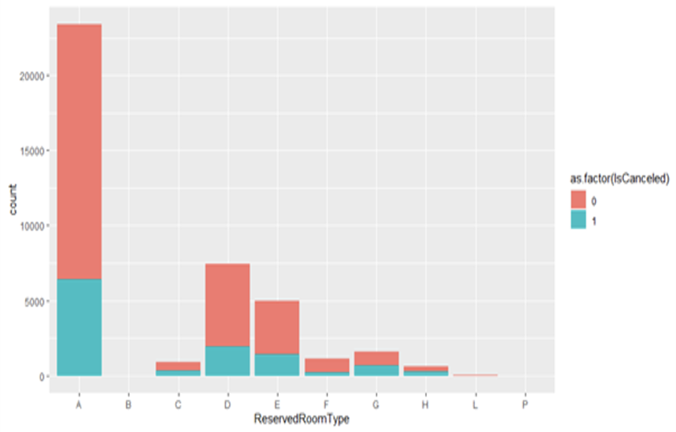 20000
15000
10000
5000
0
count
A B C D E F G H L P
ReservedRoomType
as.factor(IsCanceled)
0
1